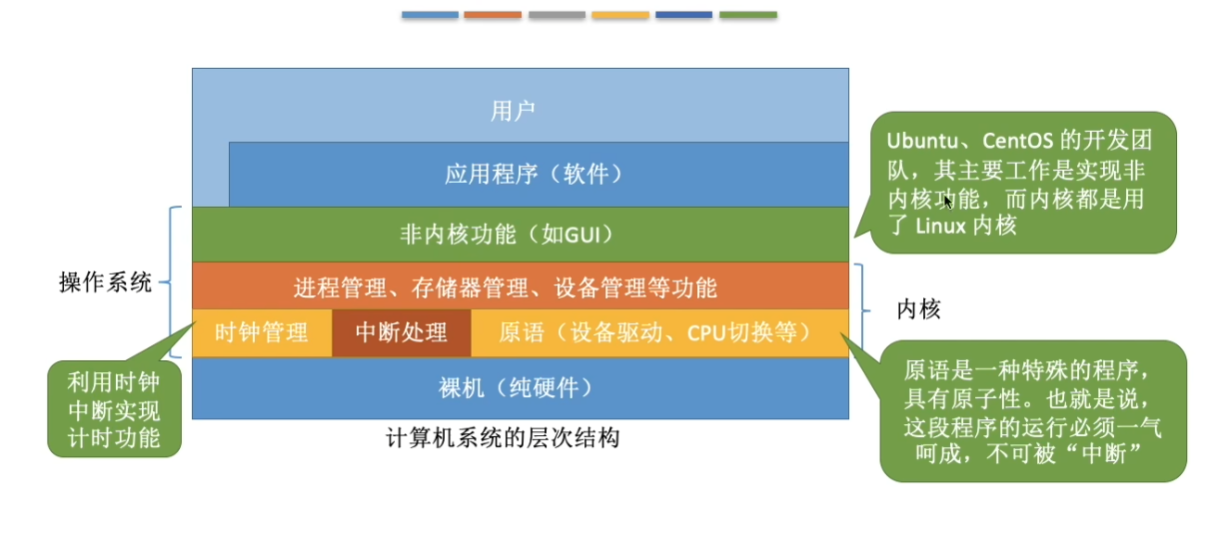 用户
应用程序（软件）
非内核功能（如GUI）
进程管理、存储器管理、设备管理等功能
时钟管理
中断处理
原语（设备驱动、CPU切换等）
裸机（纯硬件）
计算机系统的层次结构
操作系统
利用时钟
中断实现
计时功能
Ubuntu、CentOS 的开发团
队，其主要工作是实现非
内核功能，而内核都是用
了 Linux 内核
内核
原语是一种特殊的程序，
具有原子性。也就是说，
这段程序的运行必须一气
呵成，不可被“中断”